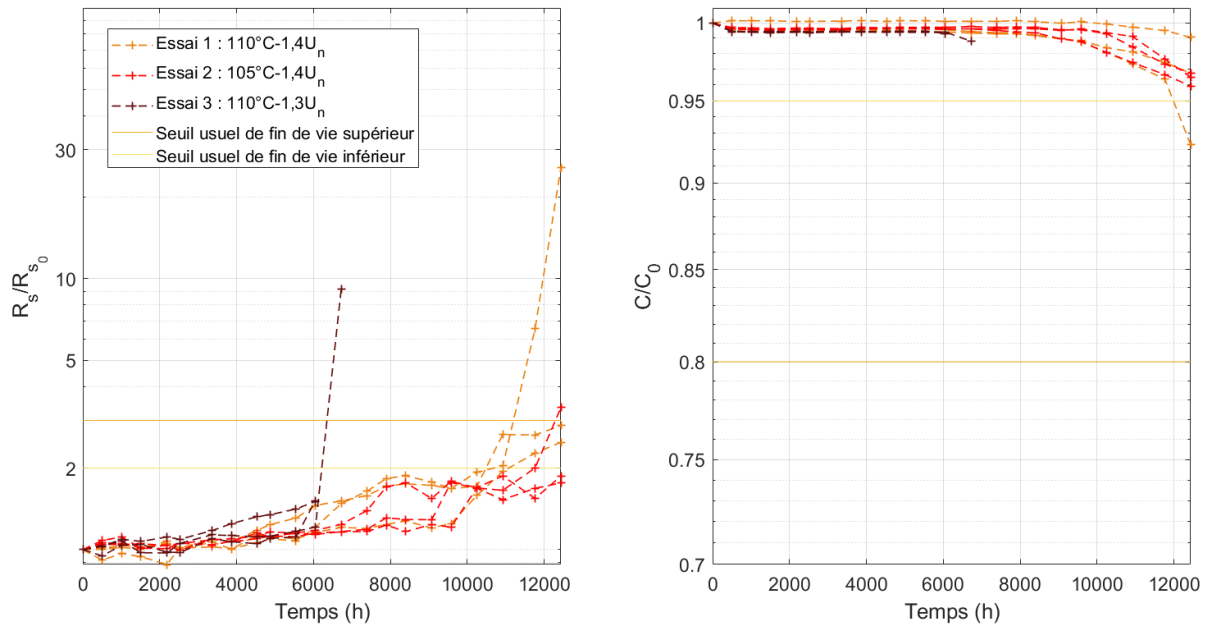 Essai 1 : 110°C-1,4Uₙ
Essai 2 : 105°C-1,4Uₙ
Essai 3 : 110°C-1,3Uₙ
Seuil usuel de fin de vie supérieur
Seuil usuel de fin de vie inférieur
30
10
5
2
Rₛ/Rₛ₀
0 2000 4000 6000 8000 10000 12000
Temps (h)
1
0.95
0.9
0.85
0.8
0.75
0.7
C/C₀
0 2000 4000 6000 8000 10000 12000
Temps (h)